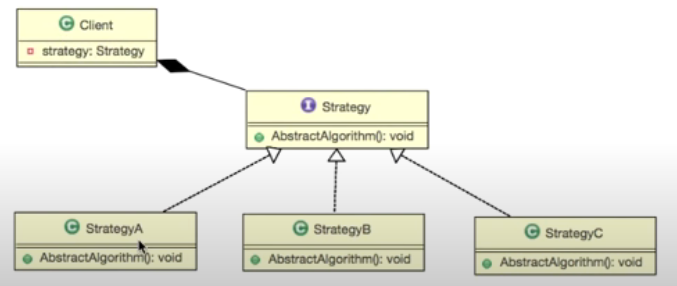 C Client
strategy: Strategy
I Strategy
AbstractAlgorithm(): void
C StrategyA
AbstractAlgorithm(): void
C StrategyB
AbstractAlgorithm(): void
C StrategyC
AbstractAlgorithm(): void